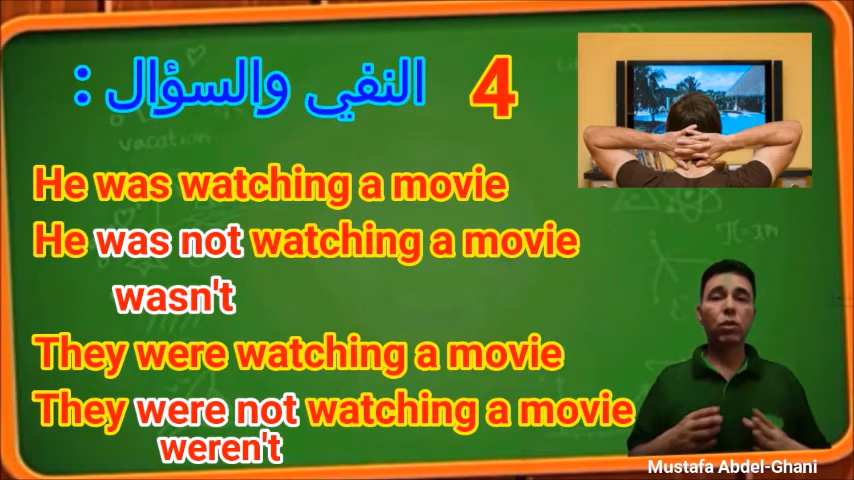 النفي والسؤال : 4
He was watching a movie
He was not watching a movie
wasn't
They were watching a movie
They were not watching a movie
weren't
Mustafa Abdel-Ghani
vacation